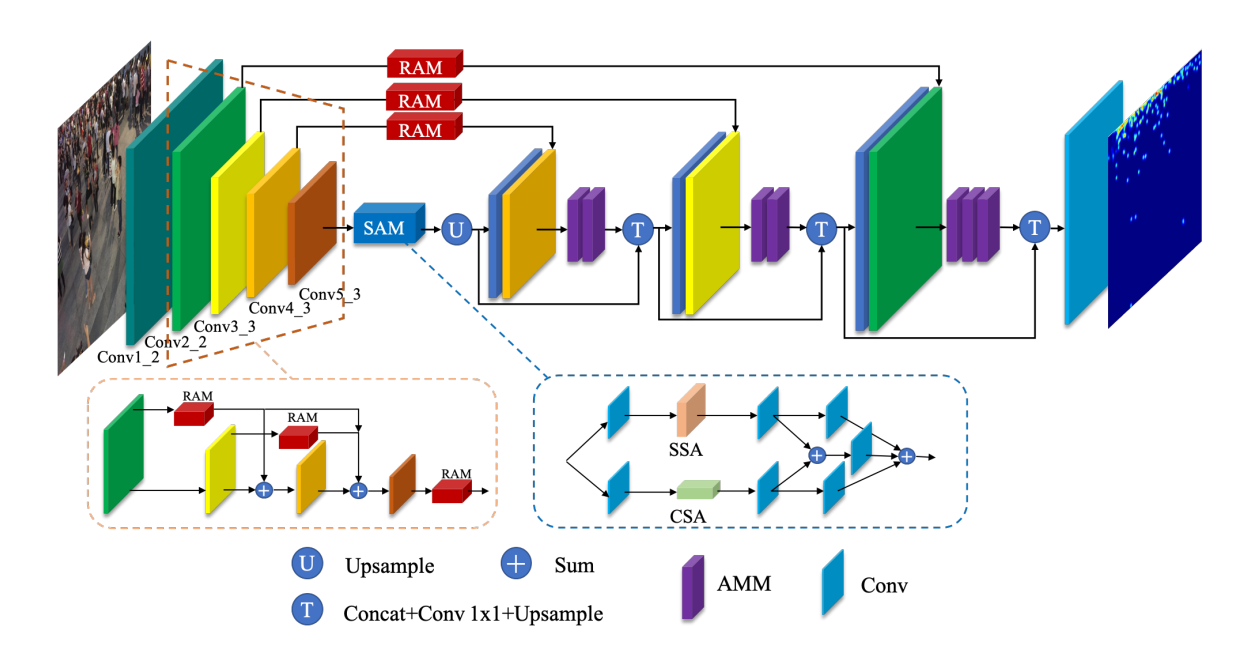 RAM
RAM
RAM
SAM
U
T
T
T
Conv5_3
Conv4_3
Conv3_3
Conv2_2
Conv1_2
RAM
RAM
RAM
SSA
CSA
U Upsample
Sum
T Concat+Conv 1x1+Upsample
AMM
Conv